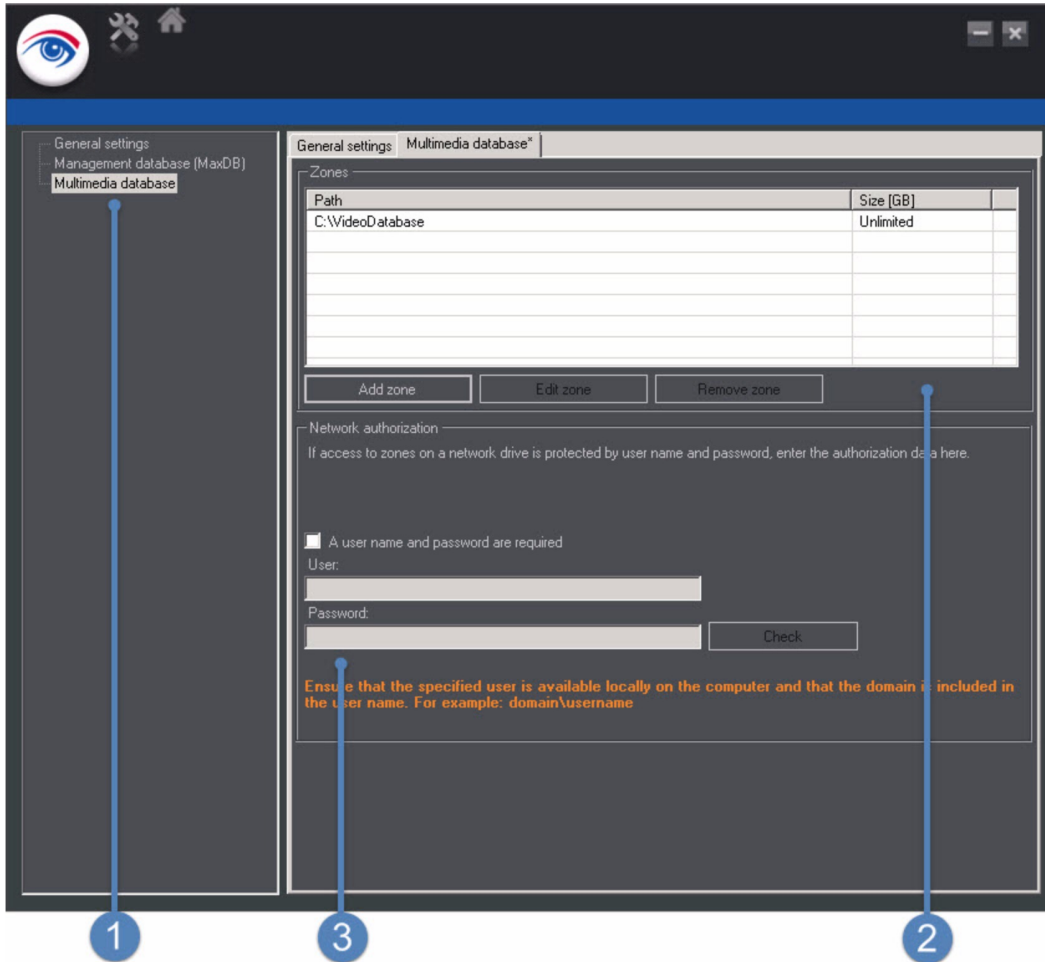 General settings
Management database (MaxDB)
Multimedia database
General settings Multimedia database*
Zones
Path Size [GB]
C:\VideoDatabase Unlimited
Add zone Edit zone Remove zone
Network authorization
If access to zones on a network drive is protected by user name and password, enter the authorization data here.
A user name and password are required
User:
Password:
Check
Ensure that the specified user is available locally on the computer and that the domain is included in
the user name. For example: domain\username
1 3 2